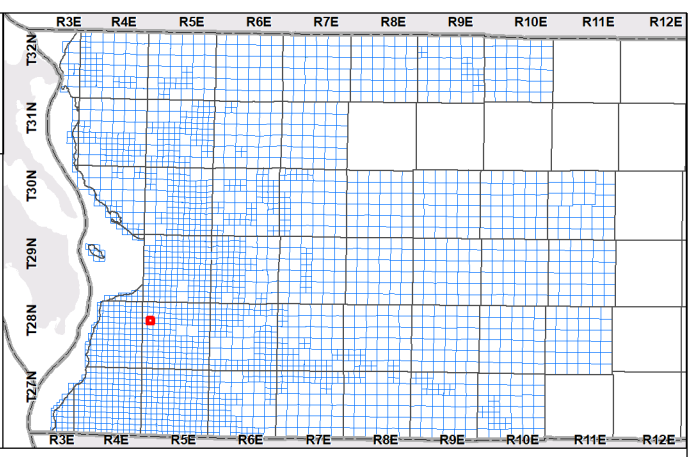 R3E R4E R5E R6E R7E R8E R9E R10E R11E R12E
T32N
T31N
T30N
T29N
T28N
T27N
R3E R4E R5E R6E R7E R8E R9E R10E R11E R12E